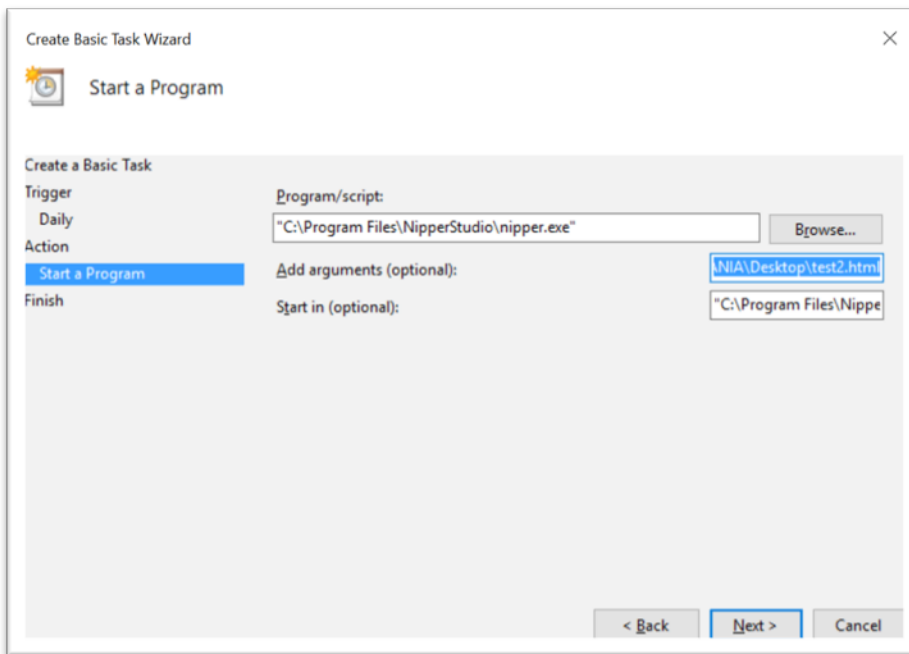 Create Basic Task Wizard
Start a Program
Create a Basic Task
Trigger
Daily
Action
Start a Program
Finish
Program/script:
"C:\Program Files\NipperStudio\nipper.exe"
Browse...
Add arguments (optional):
\NIA\Desktop\test2.html
Start in (optional):
"C:\Program Files\Nippe
< Back
Next >
Cancel